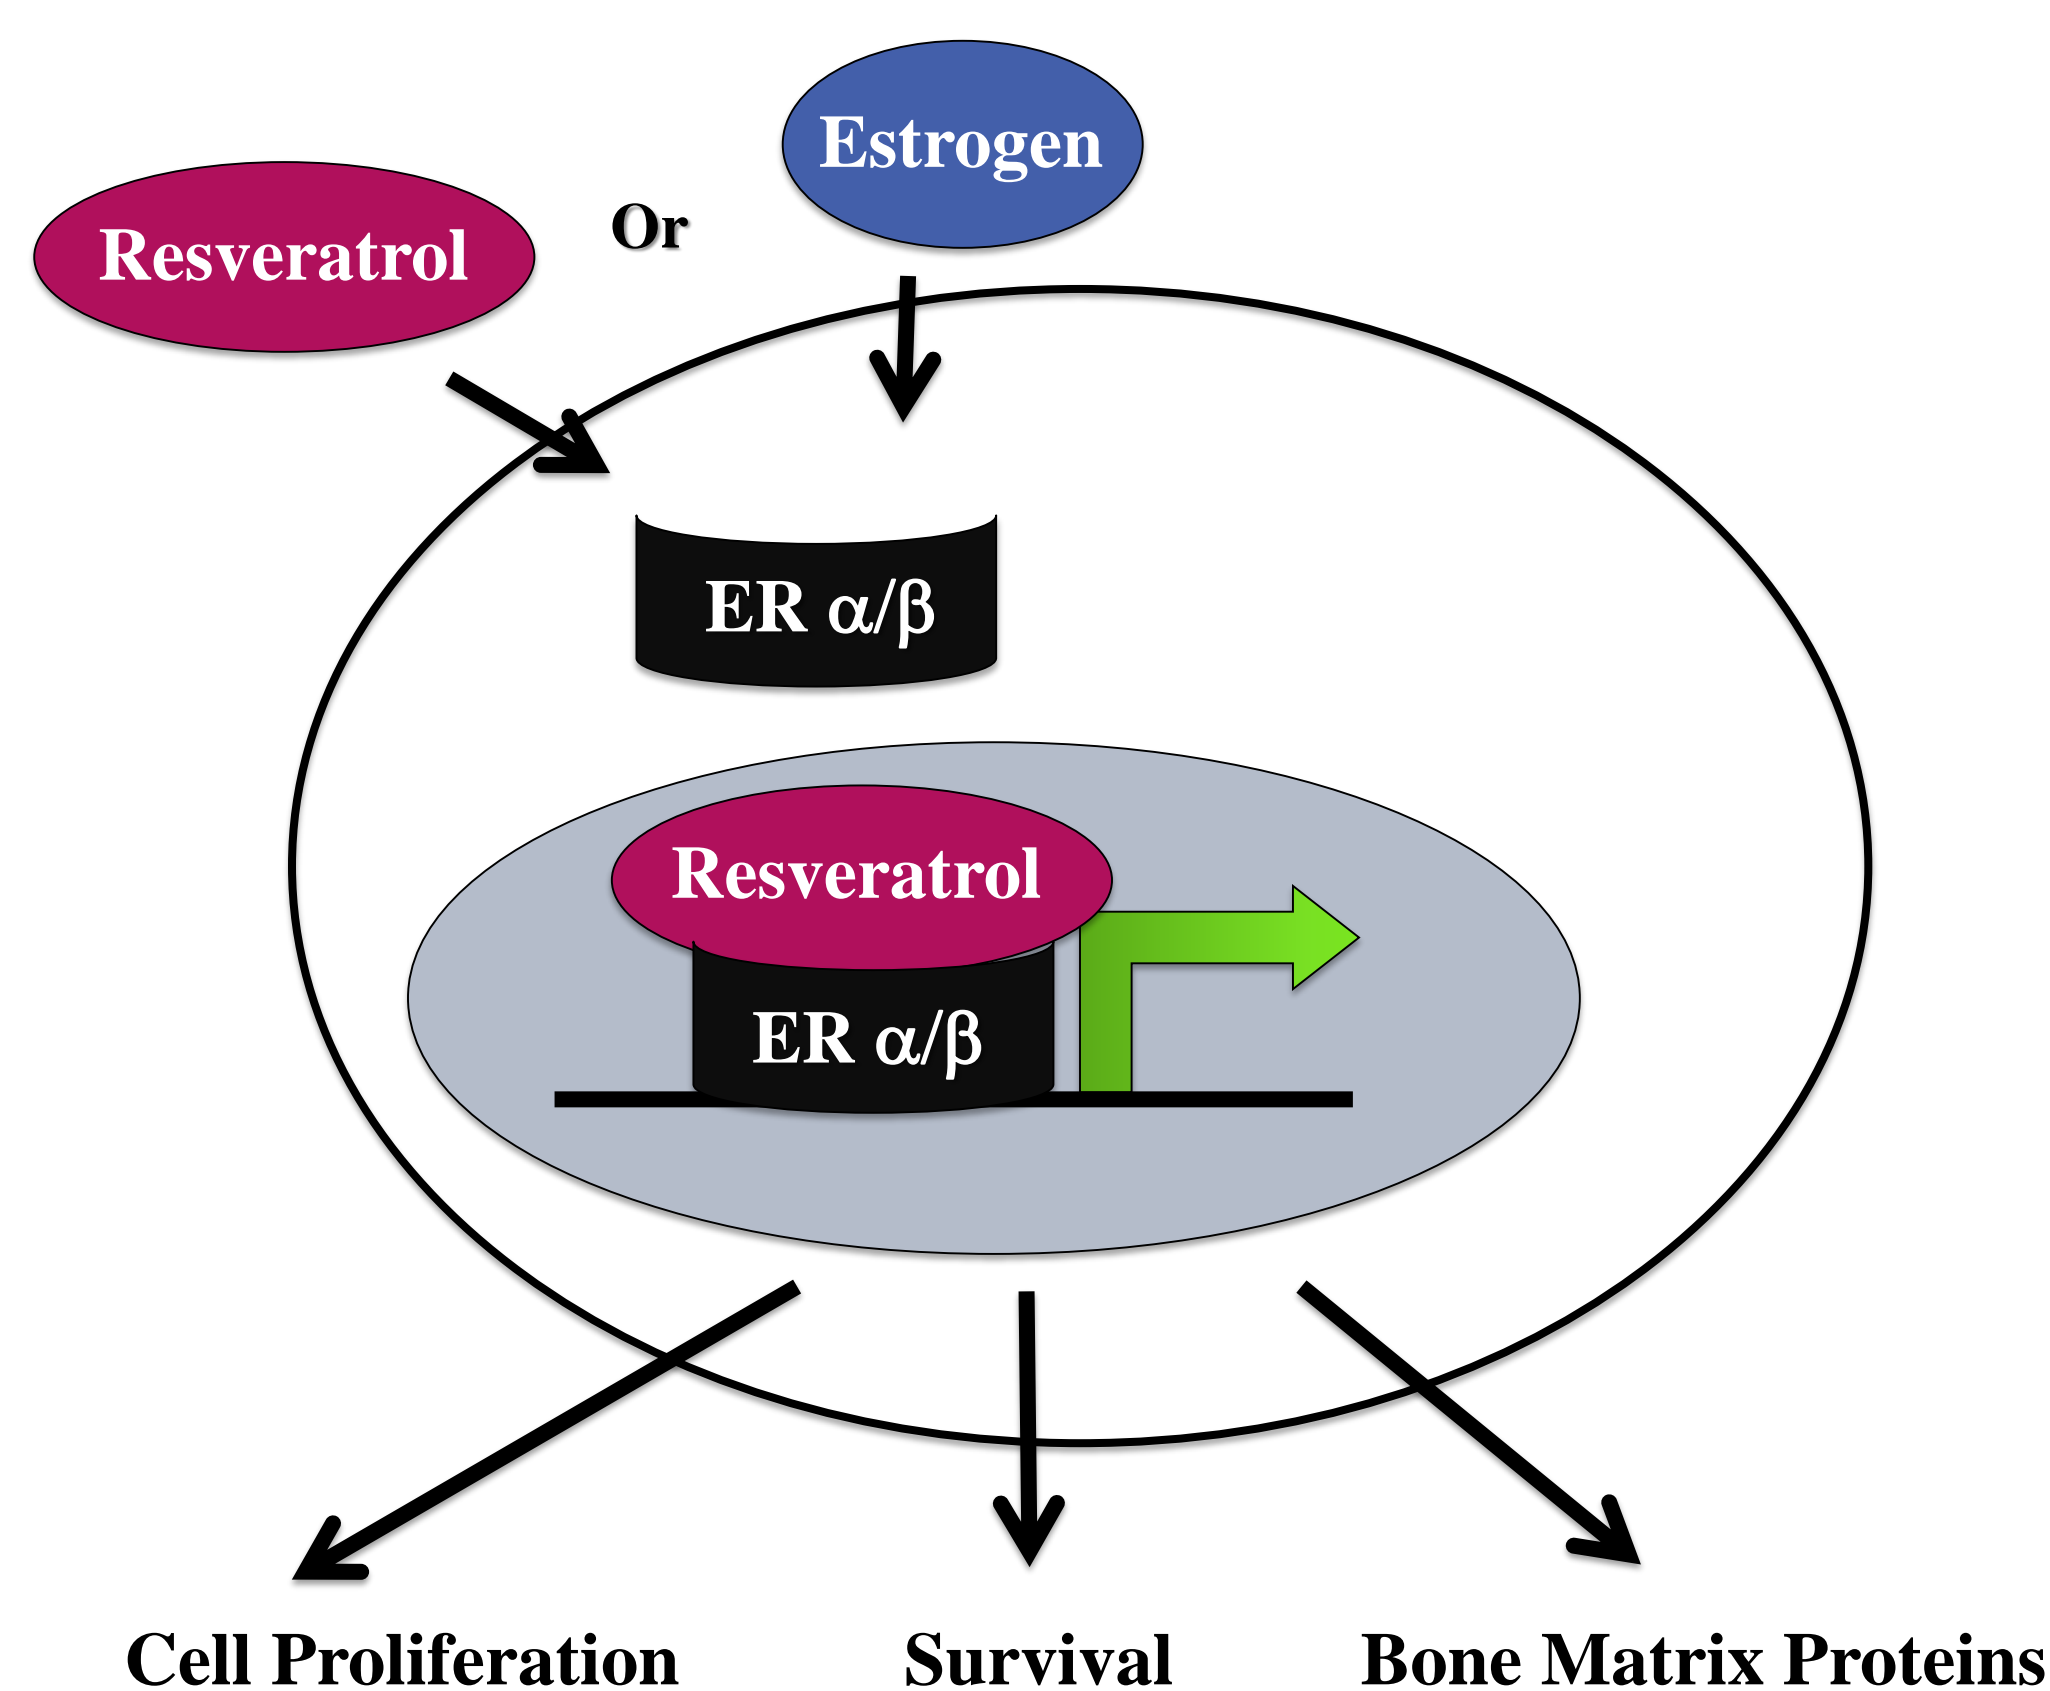 Estrogen
Resveratrol
Or
ER α/β
Resveratrol
ER α/β
Cell Proliferation
Survival
Bone Matrix Proteins